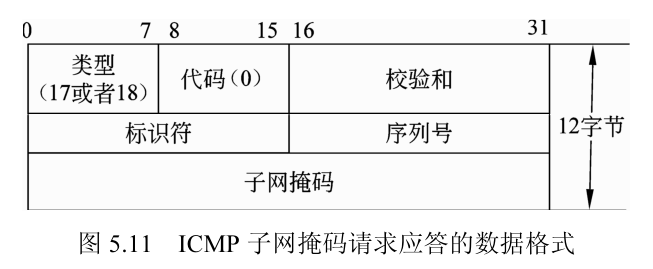 0 7 8 15 16 31
类型
(17或者18)
代码(0)
校验和
标识符
序列号
12字节
子网掩码
图 5.11 ICMP 子网掩码请求应答的数据格式